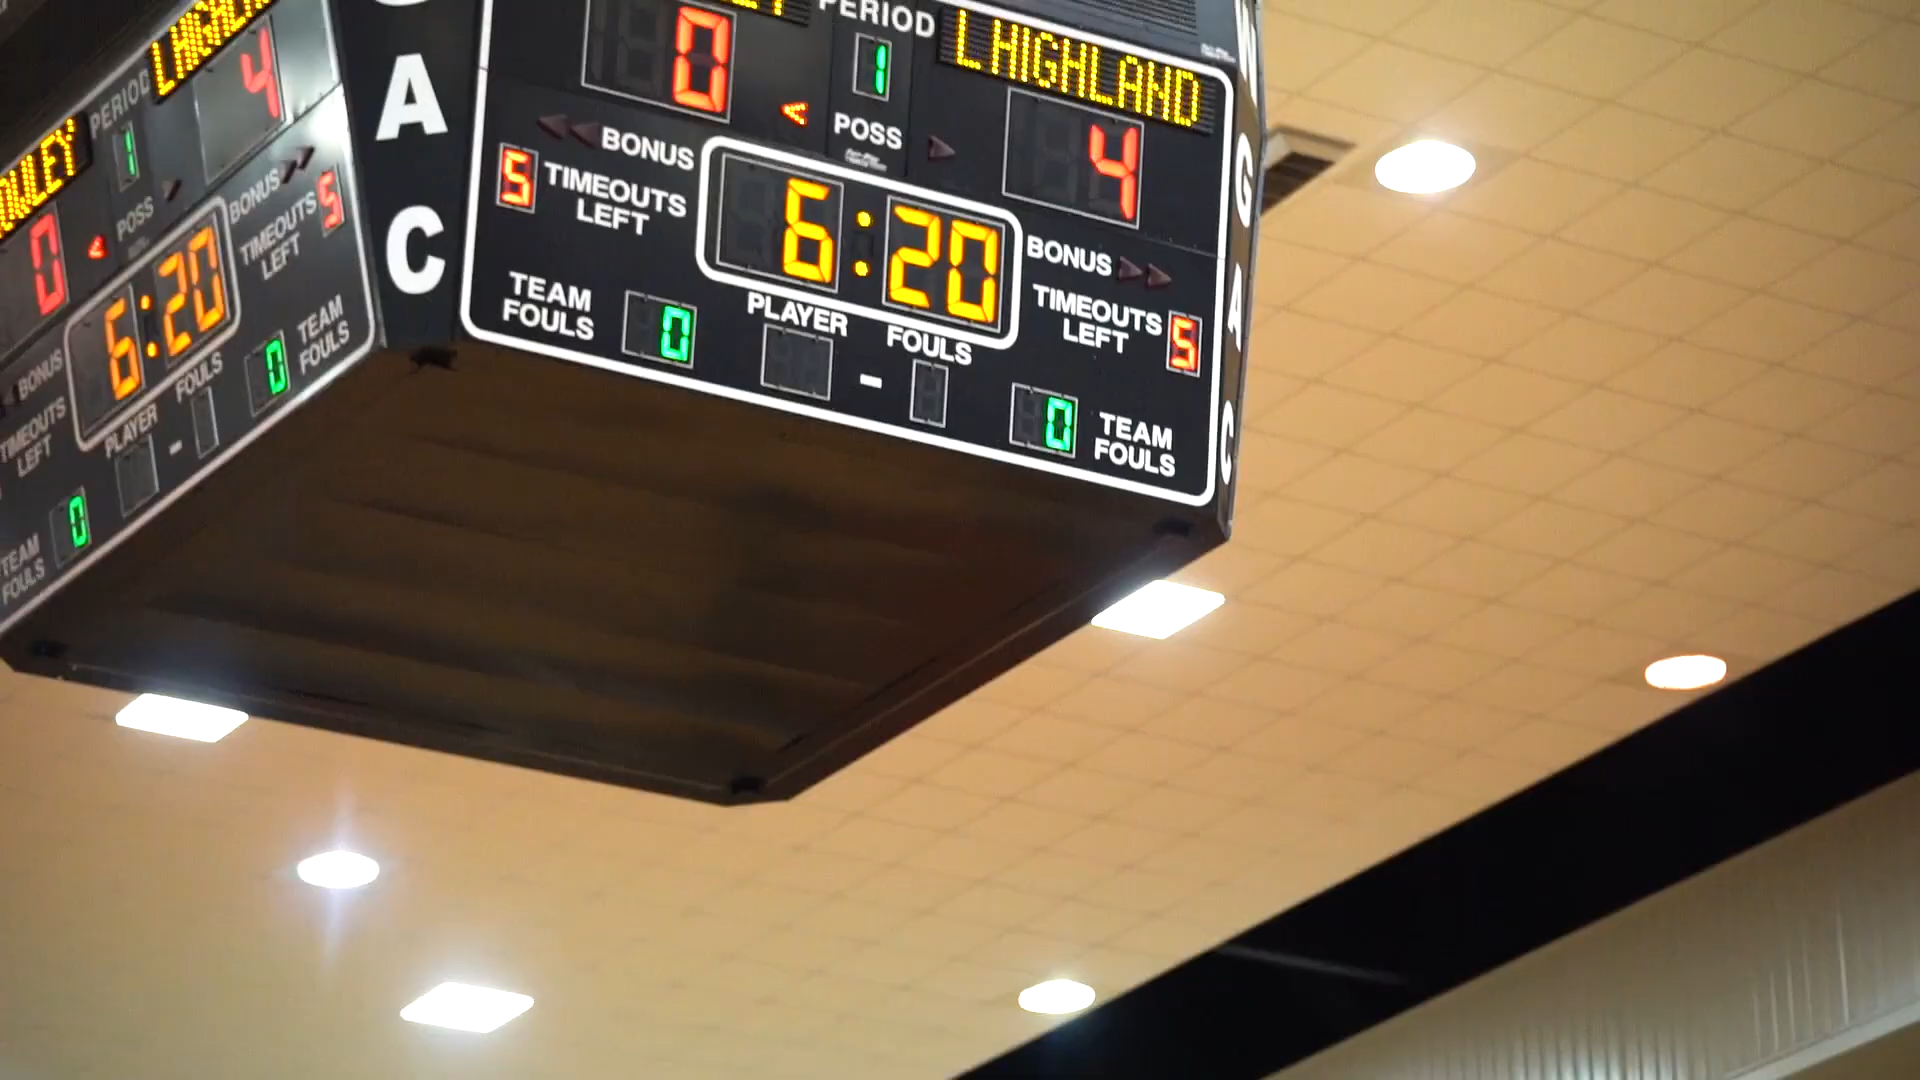 LHIGHLAND
PERIOD 4
1
POSS
0 <
BONUS 5
TIMEOUTS
LEFT
6:20
BONUS
TIMEOUTS
LEFT
PLAYER - FOULS
0 TEAM
FOULS
TEAM
FOULS 0
A
C
PERIOD LHIGHLAND
0 1 4
< POSS
BONUS
5 TIMEOUTS
LEFT
6:20
BONUS
TIMEOUTS
LEFT 5
TEAM
FOULS 0
PLAYER - FOULS
0 TEAM
FOULS
W
G
A
C